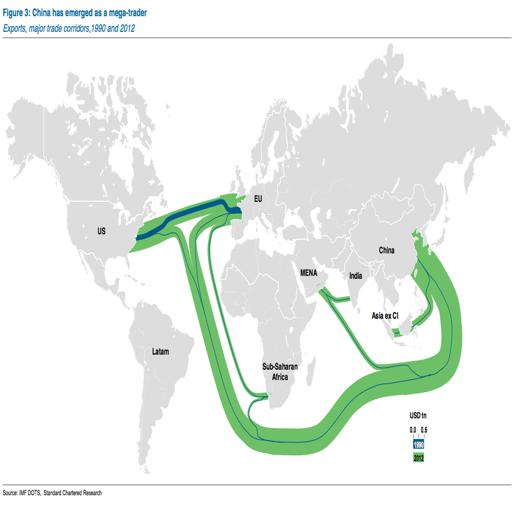 Figure 3: China has emerged as a mega-trader
Exports, major trade corridors,1990 and 2012
EU
US
China
MENA
India
Asia ex CI
Latam
Sub-Saharan
Africa
USD tn
0.0 0.6
1990
2012
Source: IMF DOTS, Standard Chartered Research